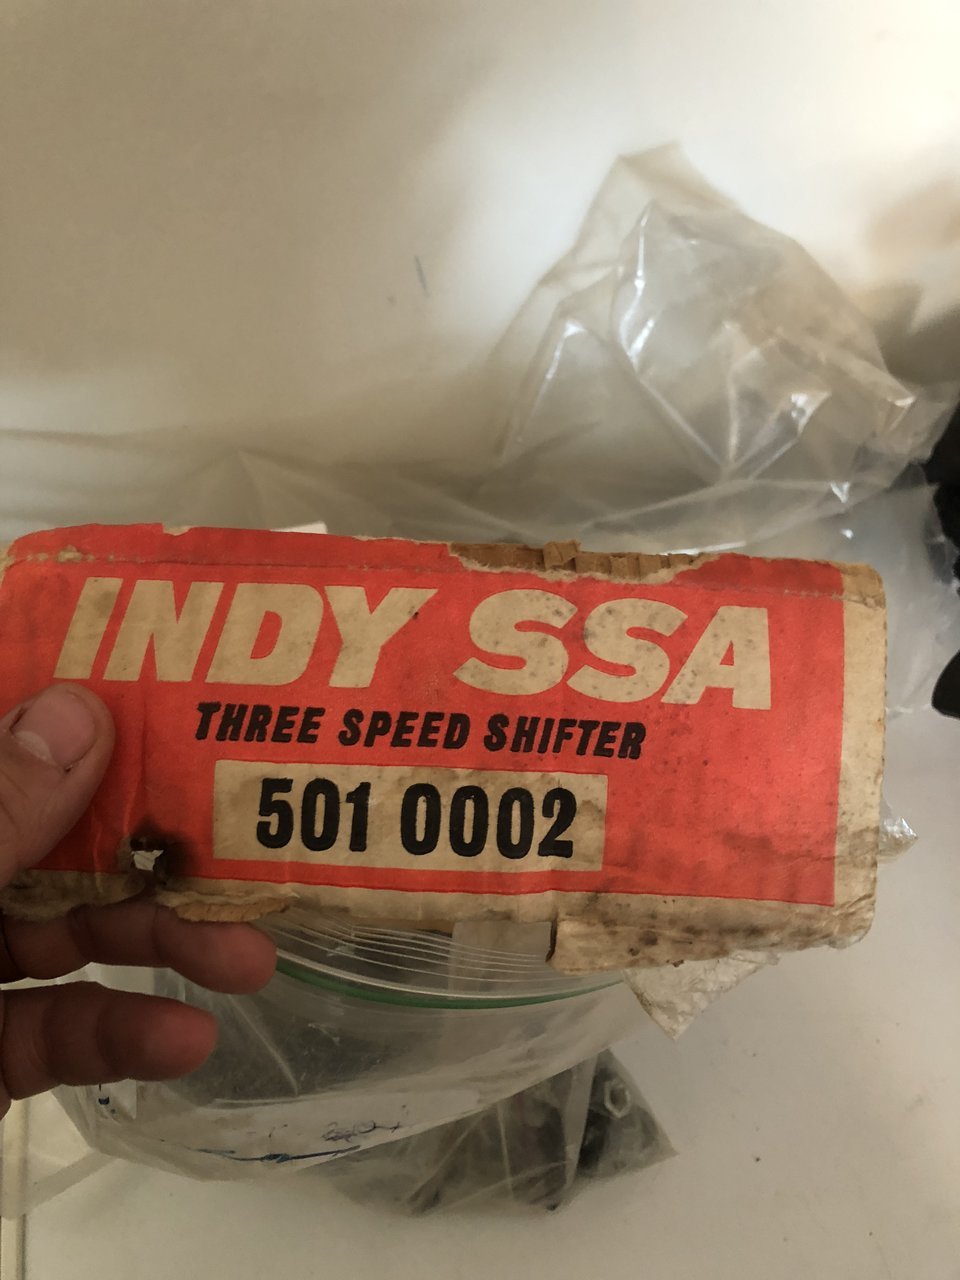 INDY SSA
THREE SPEED SHIFTER
501 0002